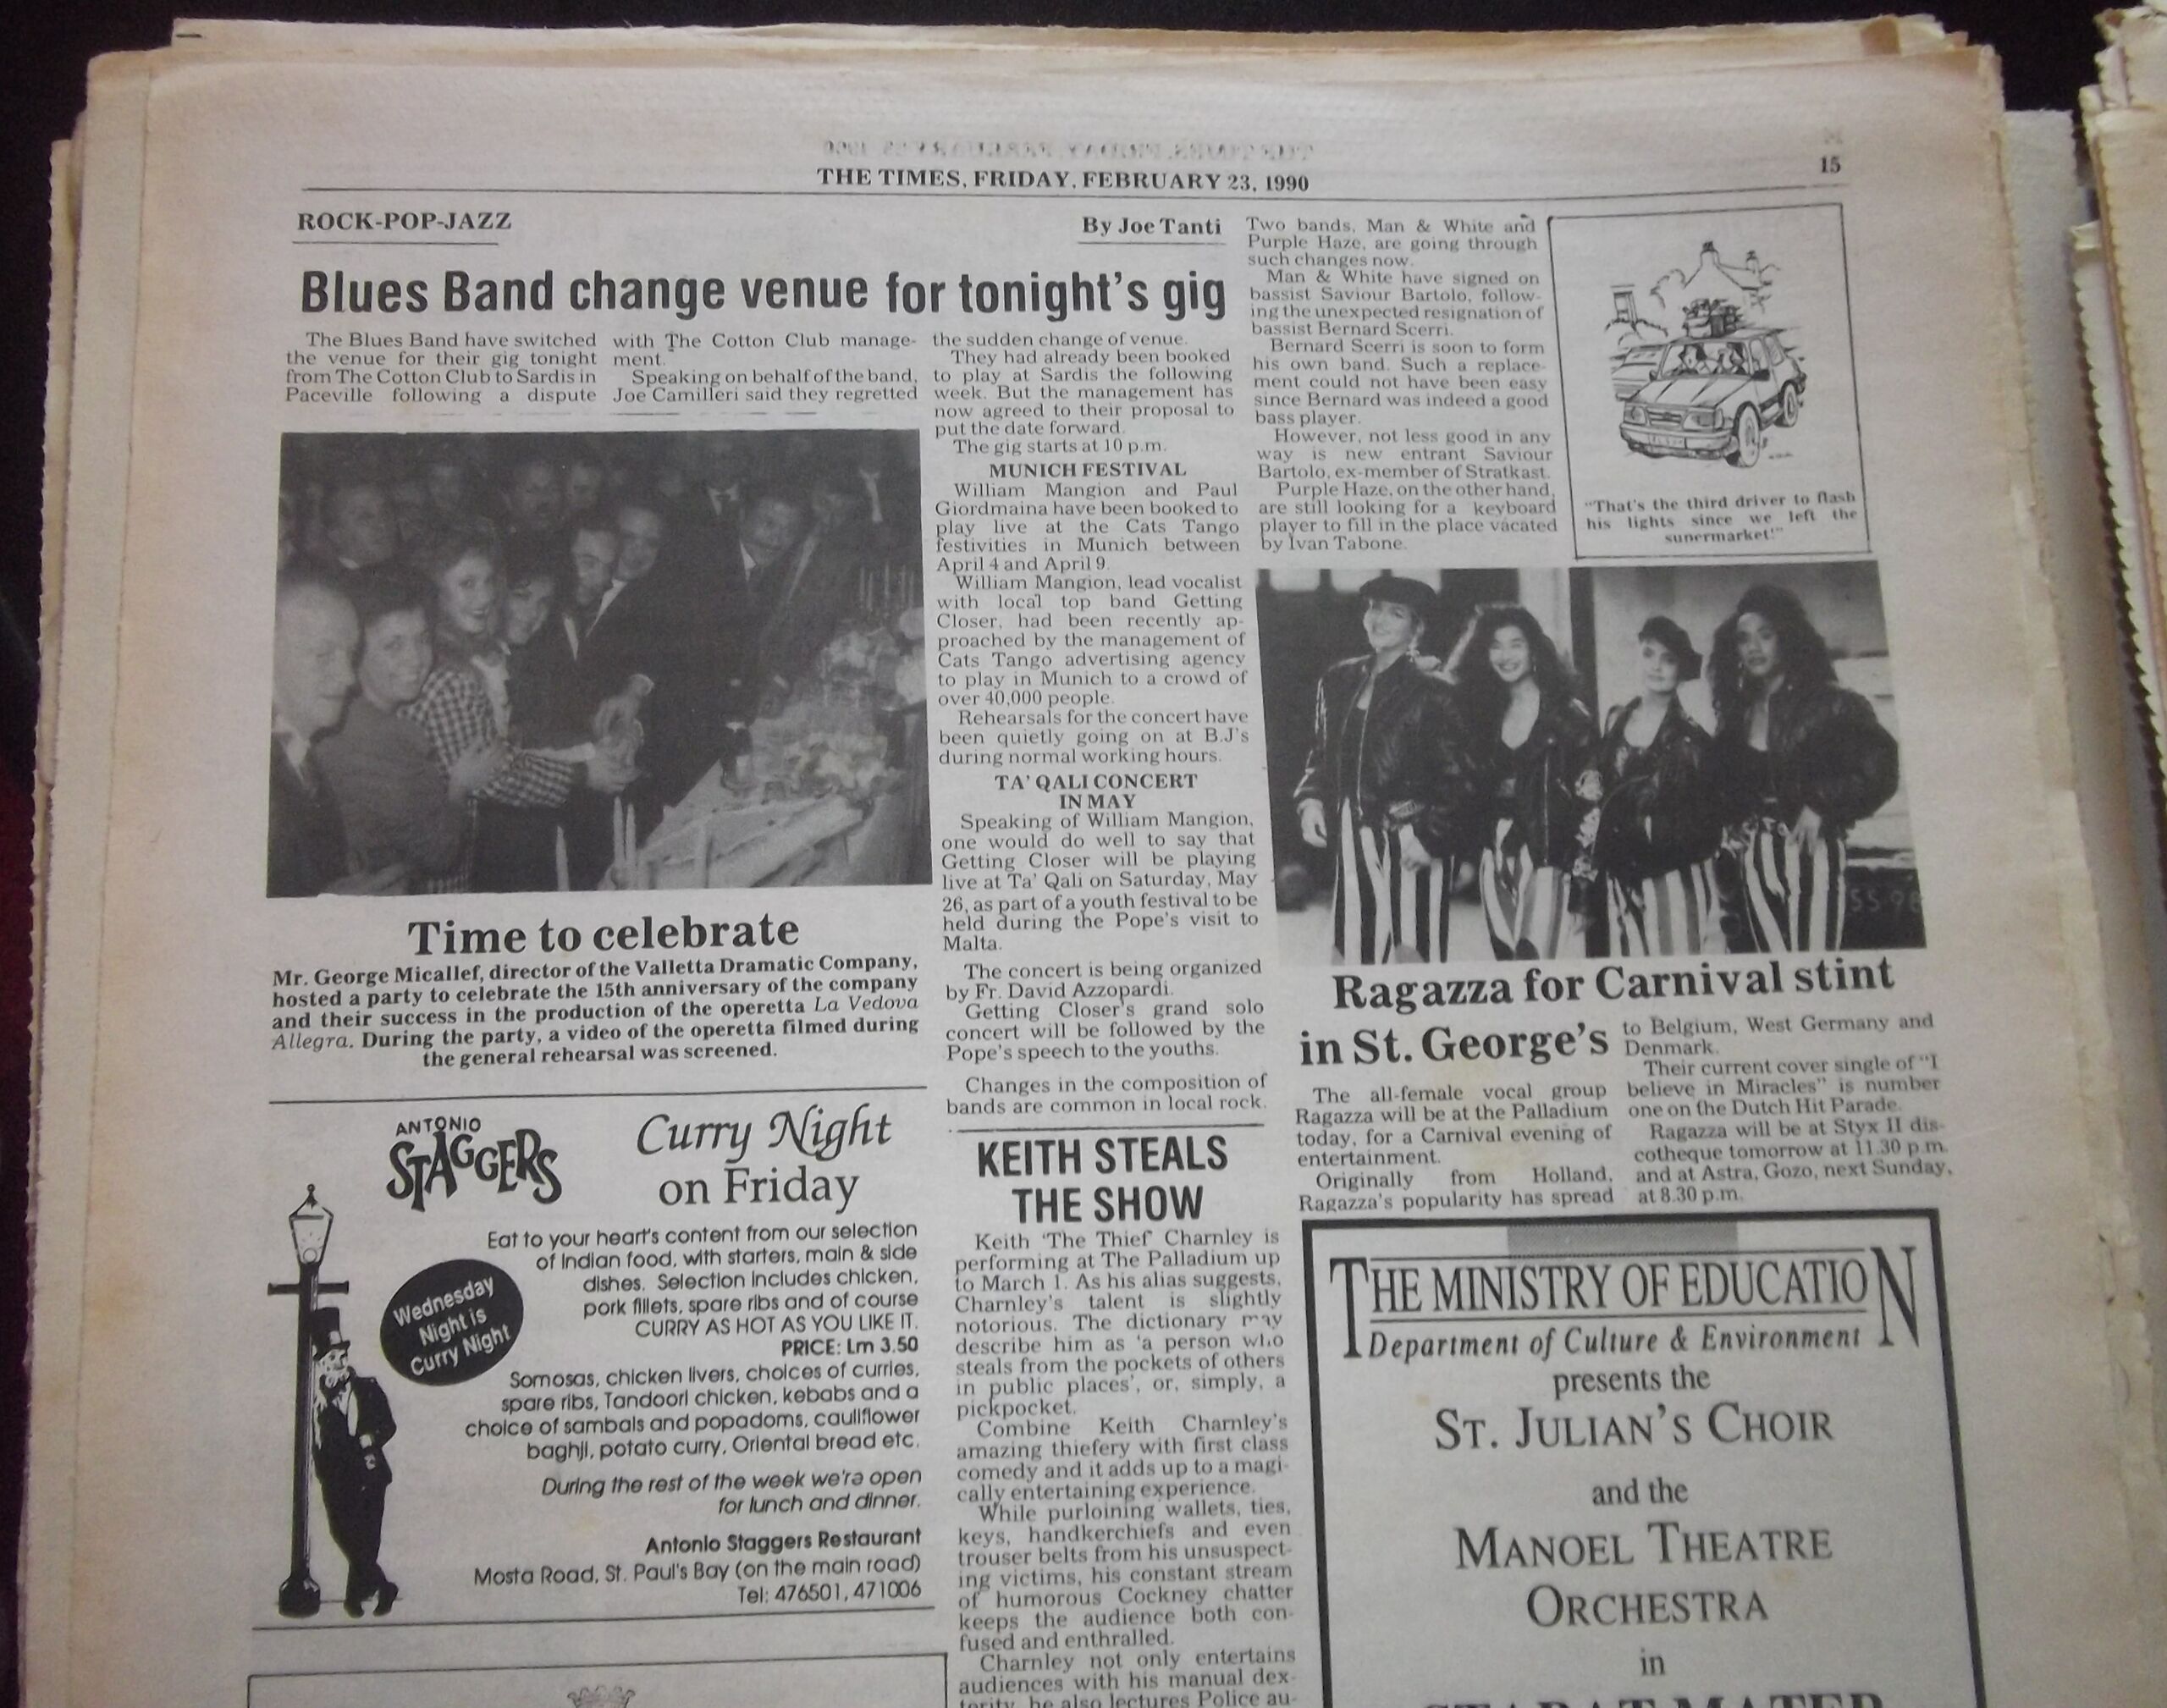 THE TIMES, FRIDAY, FEBRUARY 23, 1990
15
ROCK-POP-JAZZ
By Joe Tanti
Blues Band change venue for tonight's gig
The Blues Band have switched
the venue for their gig tonight
from The Cotton Club to Sardis in
Paceville following a dispute
with The Cotton Club manage-
ment.
Speaking on behalf of the band,
Joe Camilleri said they regretted
the sudden change of venue.
They had already been booked
to play at Sardis the following
week. But the management has
now agreed to their proposal to
put the date forward.
The gig starts at 10 p.m.
MUNICH FESTIVAL
William Mangion and Paul
Giordmaina have been booked to
play live at the Cats Tango
festivities in Munich between
April 4 and April 9.
William Mangion, lead vocalist
with local top band Getting
Closer, had been recently ap-
proached by the management of
Cats Tango advertising agency
to play in Munich to a crowd of
over 40,000 people.
Rehearsals for the concert have
been quietly going on at B.J's
during normal working hours.
TA' QALI CONCERT
IN MAY
Speaking of William Mangion,
one would do well to say that
Getting Closer will be playing
live at Ta' Qali on Saturday, May
26, as part of a youth festival to be
held during the Pope's visit to
Malta.
The concert is being organized
by Fr. David Azzopardi.
Getting Closer's grand solo
concert will be followed by the
Pope's speech to the youths.
Changes in the composition of
bands are common in local rock.
Two bands, Man & White and
Purple Haze, are going through
such changes now.
Man & White have signed on
bassist Saviour Bartolo, follow-
ing the unexpected resignation of
bassist Bernard Scerri.
Bernard Scerri is soon to form
his own band. Such a replace-
ment could not have been easy
since Bernard was indeed a good
bass player.
However, not less good in any
way is new entrant Saviour
Bartolo, ex-member of Stratkast.
Purple Haze, on the other hand,
are still looking for a keyboard
player to fill in the place vacated
by Ivan Tabone.
"That's the third driver to flash
his lights since we left the
supermarket!"
Time to celebrate
Mr. George Micallef, director of the Valletta Dramatic Company,
hosted a party to celebrate the 15th anniversary of the company
and their success in the production of the operetta La Vedova
Allegra. During the party, a video of the operetta filmed during
the general rehearsal was screened.
Ragazza for Carnival stint
in St. George's
The all-female vocal group
Ragazza will be at the Palladium
today, for a Carnival evening of
entertainment.
Originally from Holland,
Ragazza's popularity has spread
to Belgium, West Germany and
Denmark.
Their current cover single of "I
believe in Miracles" is number
one on the Dutch Hit Parade.
Ragazza will be at Styx II dis-
cotheque tomorrow at 11.30 p.m.
and at Astra, Gozo, next Sunday,
at 8.30 p.m.
ANTONIO
STAGGERS
Curry Night
on Friday
Eat to your heart's content from our selection
of Indian food, with starters, main & side
dishes. Selection includes chicken,
pork fillets, spare ribs and of course
CURRY AS HOT AS YOU LIKE IT.
PRICE: Lm 3.50
Wednesday
Night is
Curry Night
Somosas, chicken livers, choices of curries,
spare ribs, Tandoori chicken, kebabs and a
choice of sambals and popadoms, cauliflower
baghji, potato curry, Oriental bread etc.
During the rest of the week we're open
for lunch and dinner.
Antonio Staggers Restaurant
Mosta Road, St. Paul's Bay (on the main road)
Tel: 476501, 471006
KEITH STEALS
THE SHOW
Keith 'The Thief' Charnley is
performing at The Palladium up
to March 1. As his alias suggests,
Charnley's talent is slightly
notorious. The dictionary may
describe him as 'a person who
steals from the pockets of others
in public places', or, simply, a
pickpocket.
Combine Keith Charnley's
amazing thiefery with first class
comedy and it adds up to a magi-
cally entertaining experience.
While purloining wallets, ties,
keys, handkerchiefs and even
trouser belts from his unsuspect-
ing victims, his constant stream
of humorous Cockney chatter
keeps the audience both con-
fused and enthralled.
Charnley not only entertains
audiences with his manual dex-
terity, he also lectures Police au-
THE MINISTRY OF EDUCATION
Department of Culture & Environment
presents the
ST. JULIAN'S CHOIR
and the
MANOEL THEATRE
ORCHESTRA
in
STABAT MATER